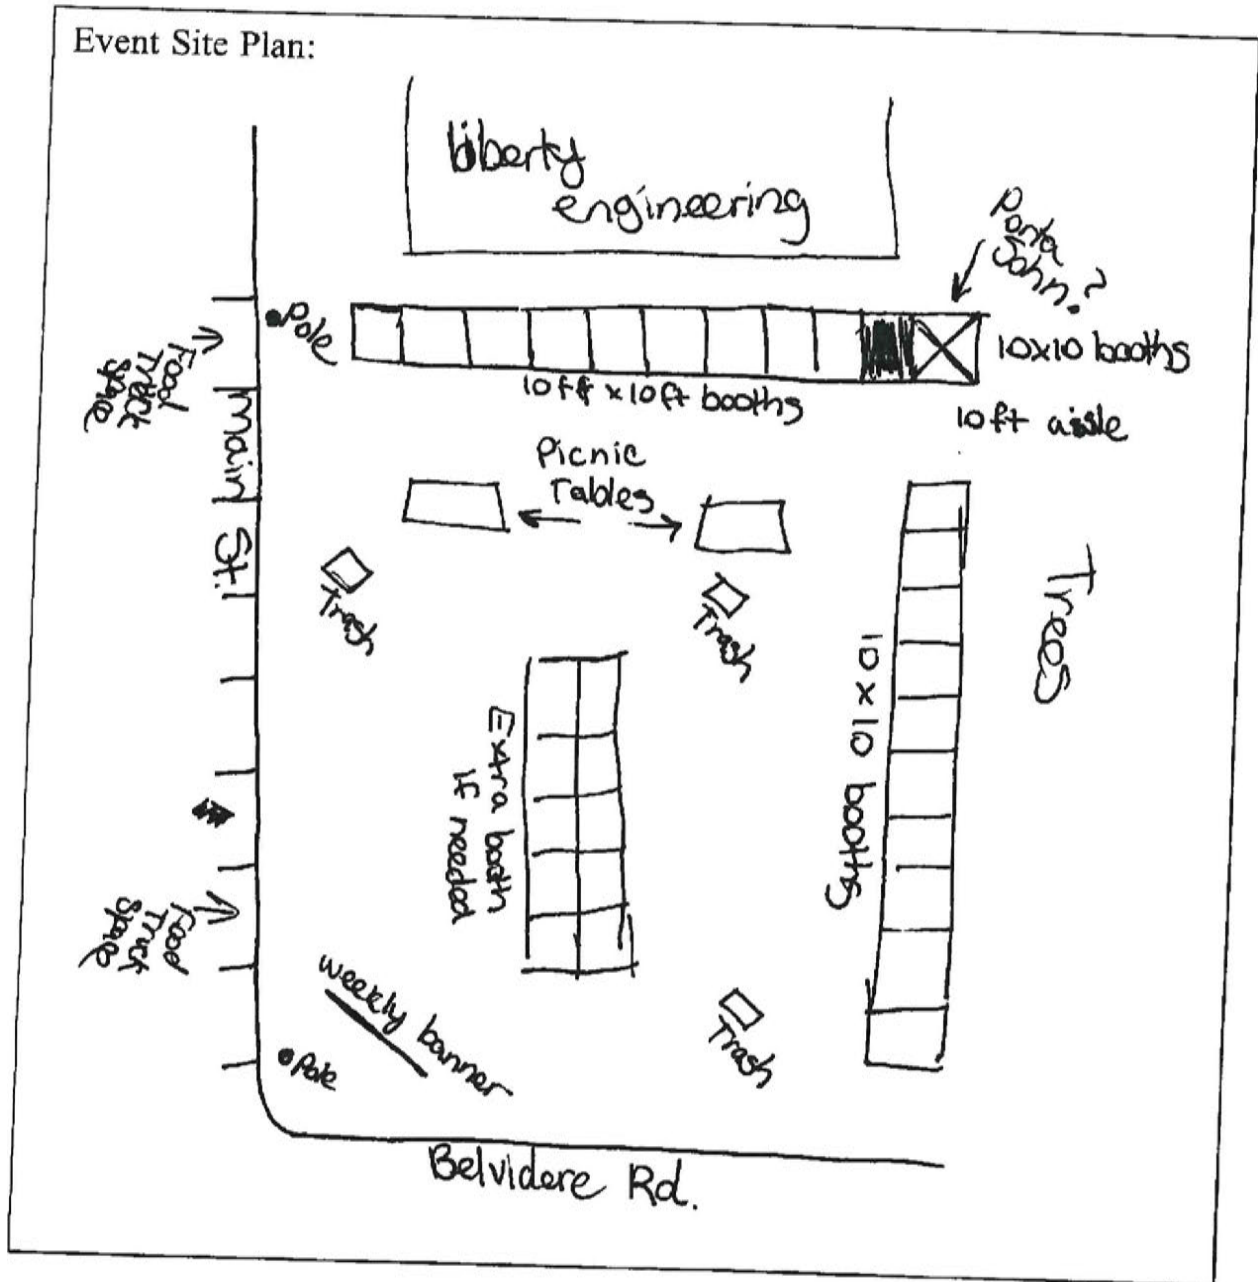 Event Site Plan:
liberty
engineering
Porta
John?
Pole
10x10 booths
10ft x 10ft booths
10ft aisle
Food
Truck
Space
Main St.
Picnic
Tables
Trash
Trash
Trees
10 x 10 booths
Extra booth
If needed
Food
Truck
Space
weekly banner
Trash
Pole
Belvidere Rd.